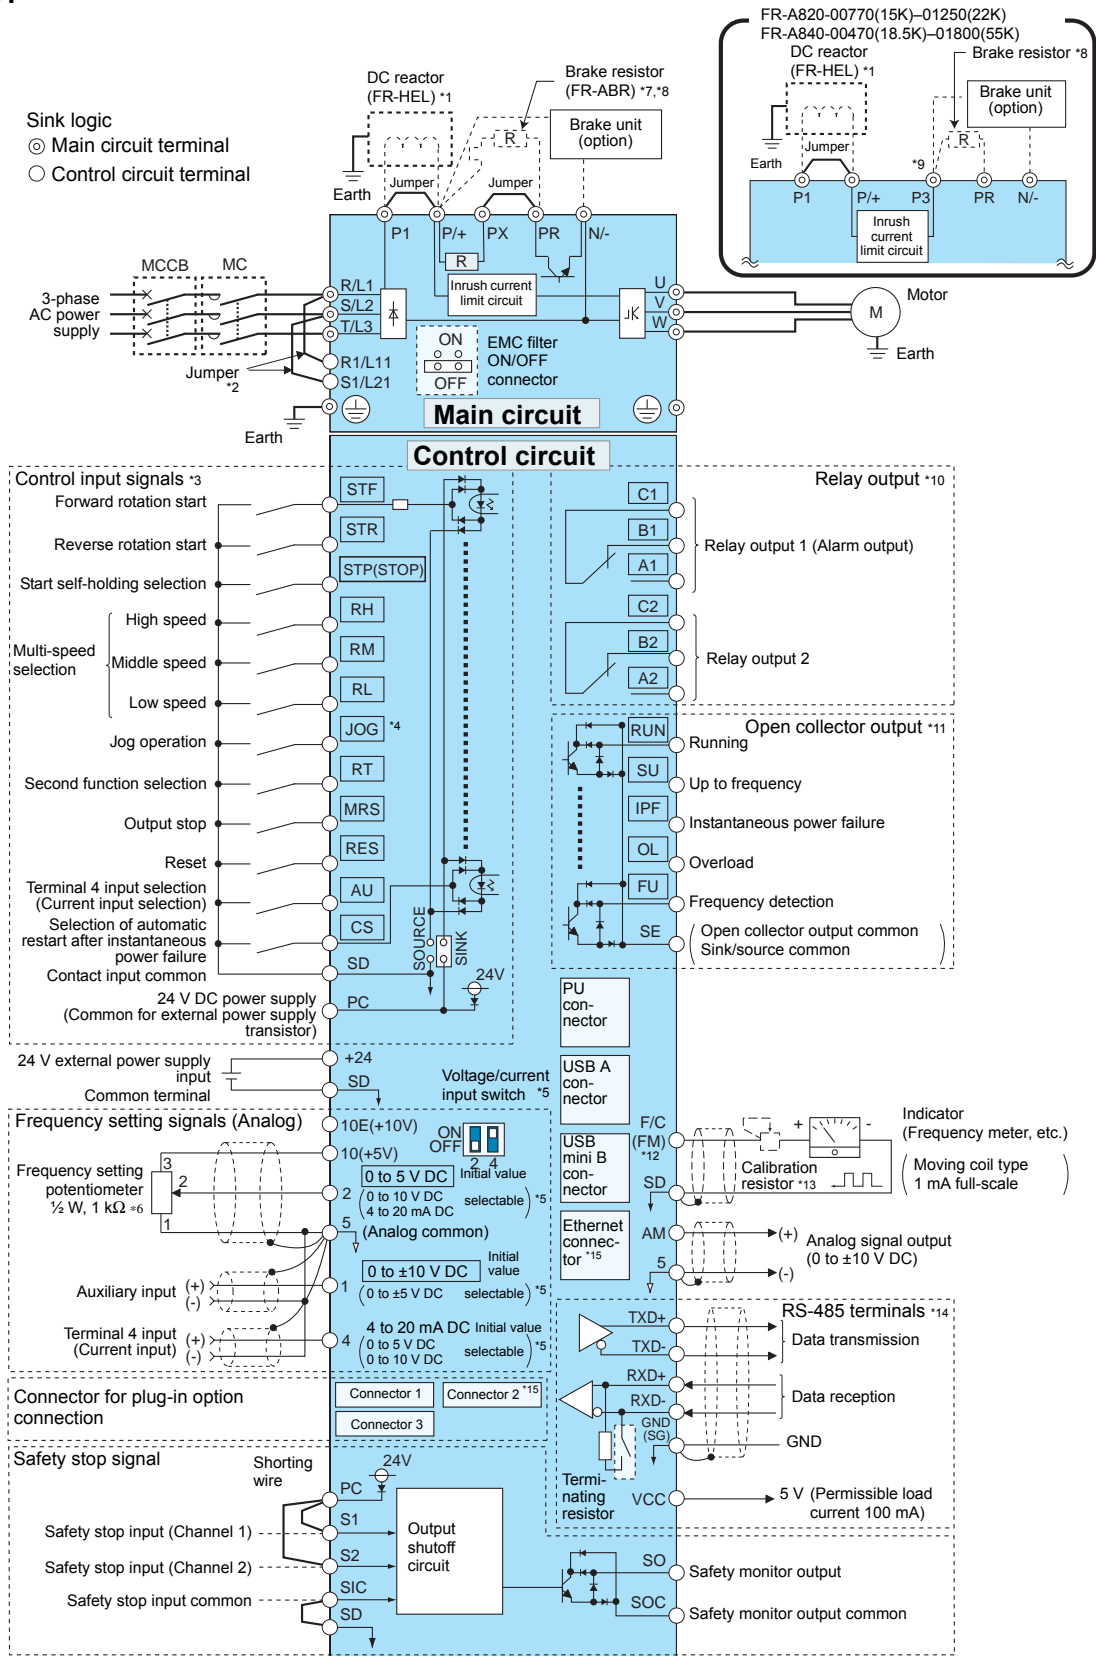 FR-A820-00770(15K)–01250(22K)
FR-A840-00470(18.5K)–01800(55K)
DC reactor
(FR-HEL) *1
Brake resistor *8
Brake unit
(option)
R
Earth
Jumper
*9
P1
P/+
P3
PR
N/-
Inrush
current
limit circuit
Sink logic
Main circuit terminal
Control circuit terminal
DC reactor
(FR-HEL) *1
Brake resistor
(FR-ABR) *7,*8
Brake unit
(option)
R
Earth
Jumper
Jumper
P1
P/+
PX
PR
N/-
R
Inrush current
limit circuit
MCCB
MC
3-phase
AC power
supply
R/L1
S/L2
T/L3
R1/L11
S1/L21
Jumper
*2
Earth
ON
OFF
EMC filter
ON/OFF
connector
U
V
W
Motor
M
Earth
Main circuit
Control circuit
Control input signals *3
Forward rotation start
STF
Reverse rotation start
STR
Start self-holding selection
STP(STOP)
Multi-speed
selection
High speed
RH
Middle speed
RM
Low speed
RL
Jog operation
JOG *4
Second function selection
RT
Output stop
MRS
Reset
RES
Terminal 4 input selection
(Current input selection)
AU
Selection of automatic
restart after instantaneous
power failure
CS
Contact input common
SD
SOURCE
SINK
24V
24 V DC power supply
(Common for external power supply
transistor)
PC
24 V external power supply
input
+24
Common terminal
SD
Relay output *10
C1
B1
A1
Relay output 1 (Alarm output)
C2
B2
A2
Relay output 2
Open collector output *11
RUN
Running
SU
Up to frequency
IPF
Instantaneous power failure
OL
Overload
FU
Frequency detection
SE
Open collector output common
Sink/source common
PU
con-
nector
USB A
con-
nector
USB
mini B
con-
nector
Ethernet
connec-
tor *15
Voltage/current
input switch *5
ON
OFF
2 4
Frequency setting signals (Analog)
10E(+10V)
10(+5V)
Frequency setting
potentiometer
½ W, 1 kΩ *6
3
2
1
2
0 to 5 V DC Initial value
0 to 10 V DC
4 to 20 mA DC
selectable *5
5
(Analog common)
Auxiliary input
(+)
(-)
1
Initial
value
0 to ±10 V DC
0 to ±5 V DC selectable *5
Terminal 4 input
(Current input)
(+)
(-)
4
4 to 20 mA DC Initial value
0 to 5 V DC
0 to 10 V DC
selectable *5
F/C
(FM)
*12
SD
+
-
Indicator
(Frequency meter, etc.)
Calibration
resistor *13
Moving coil type
1 mA full-scale
AM
(+)
5
(-)
Analog signal output
(0 to ±10 V DC)
RS-485 terminals *14
TXD+
TXD-
Data transmission
RXD+
RXD-
Data reception
GND
(SG)
GND
Termi-
nating
resistor
VCC
5 V (Permissible load
current 100 mA)
Connector for plug-in option
connection
Connector 1
Connector 2 *15
Connector 3
Safety stop signal
Shorting
wire
24V
PC
Safety stop input (Channel 1)
S1
Safety stop input (Channel 2)
S2
Safety stop input common
SIC
SD
Output
shutoff
circuit
SO
Safety monitor output
SOC
Safety monitor output common